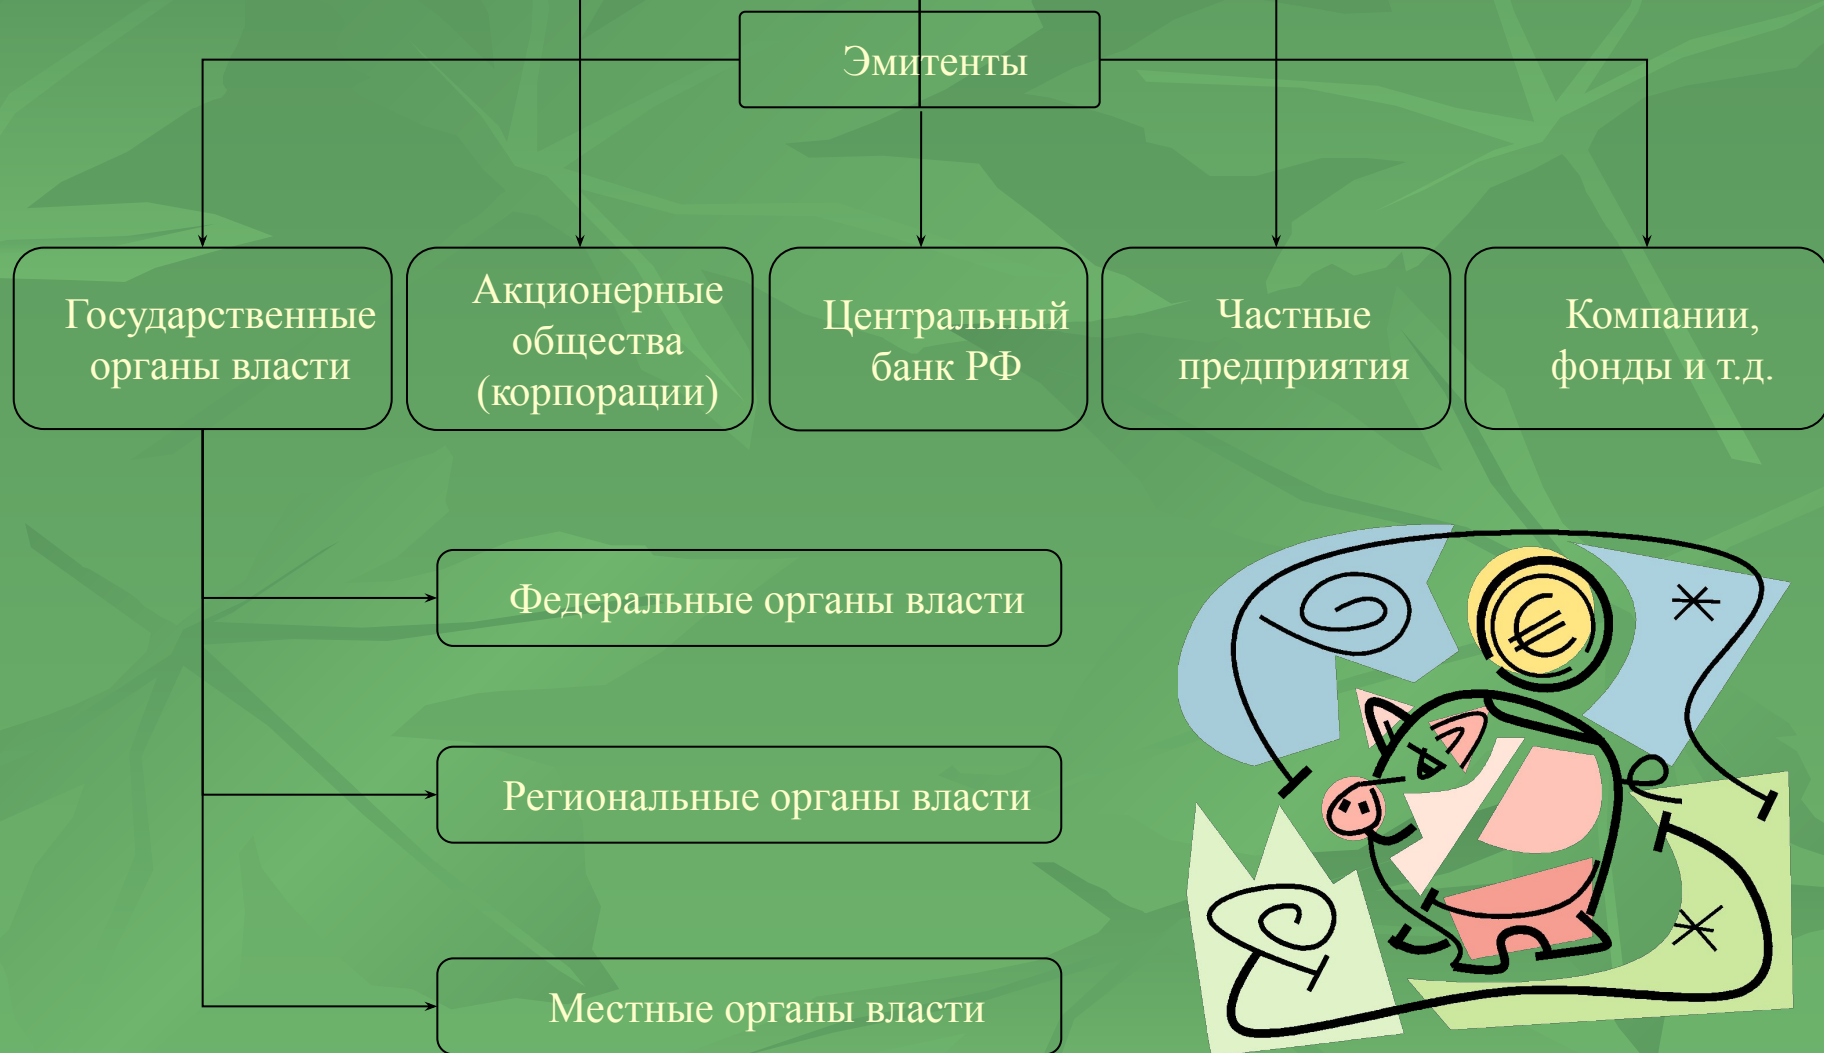 Эмитенты
Государственные
органы власти
Акционерные
общества
(корпорации)
Центральный
банк РФ
Частные
предприятия
Компании,
фонды и т.д.
Федеральные органы власти
Региональные органы власти
Местные органы власти